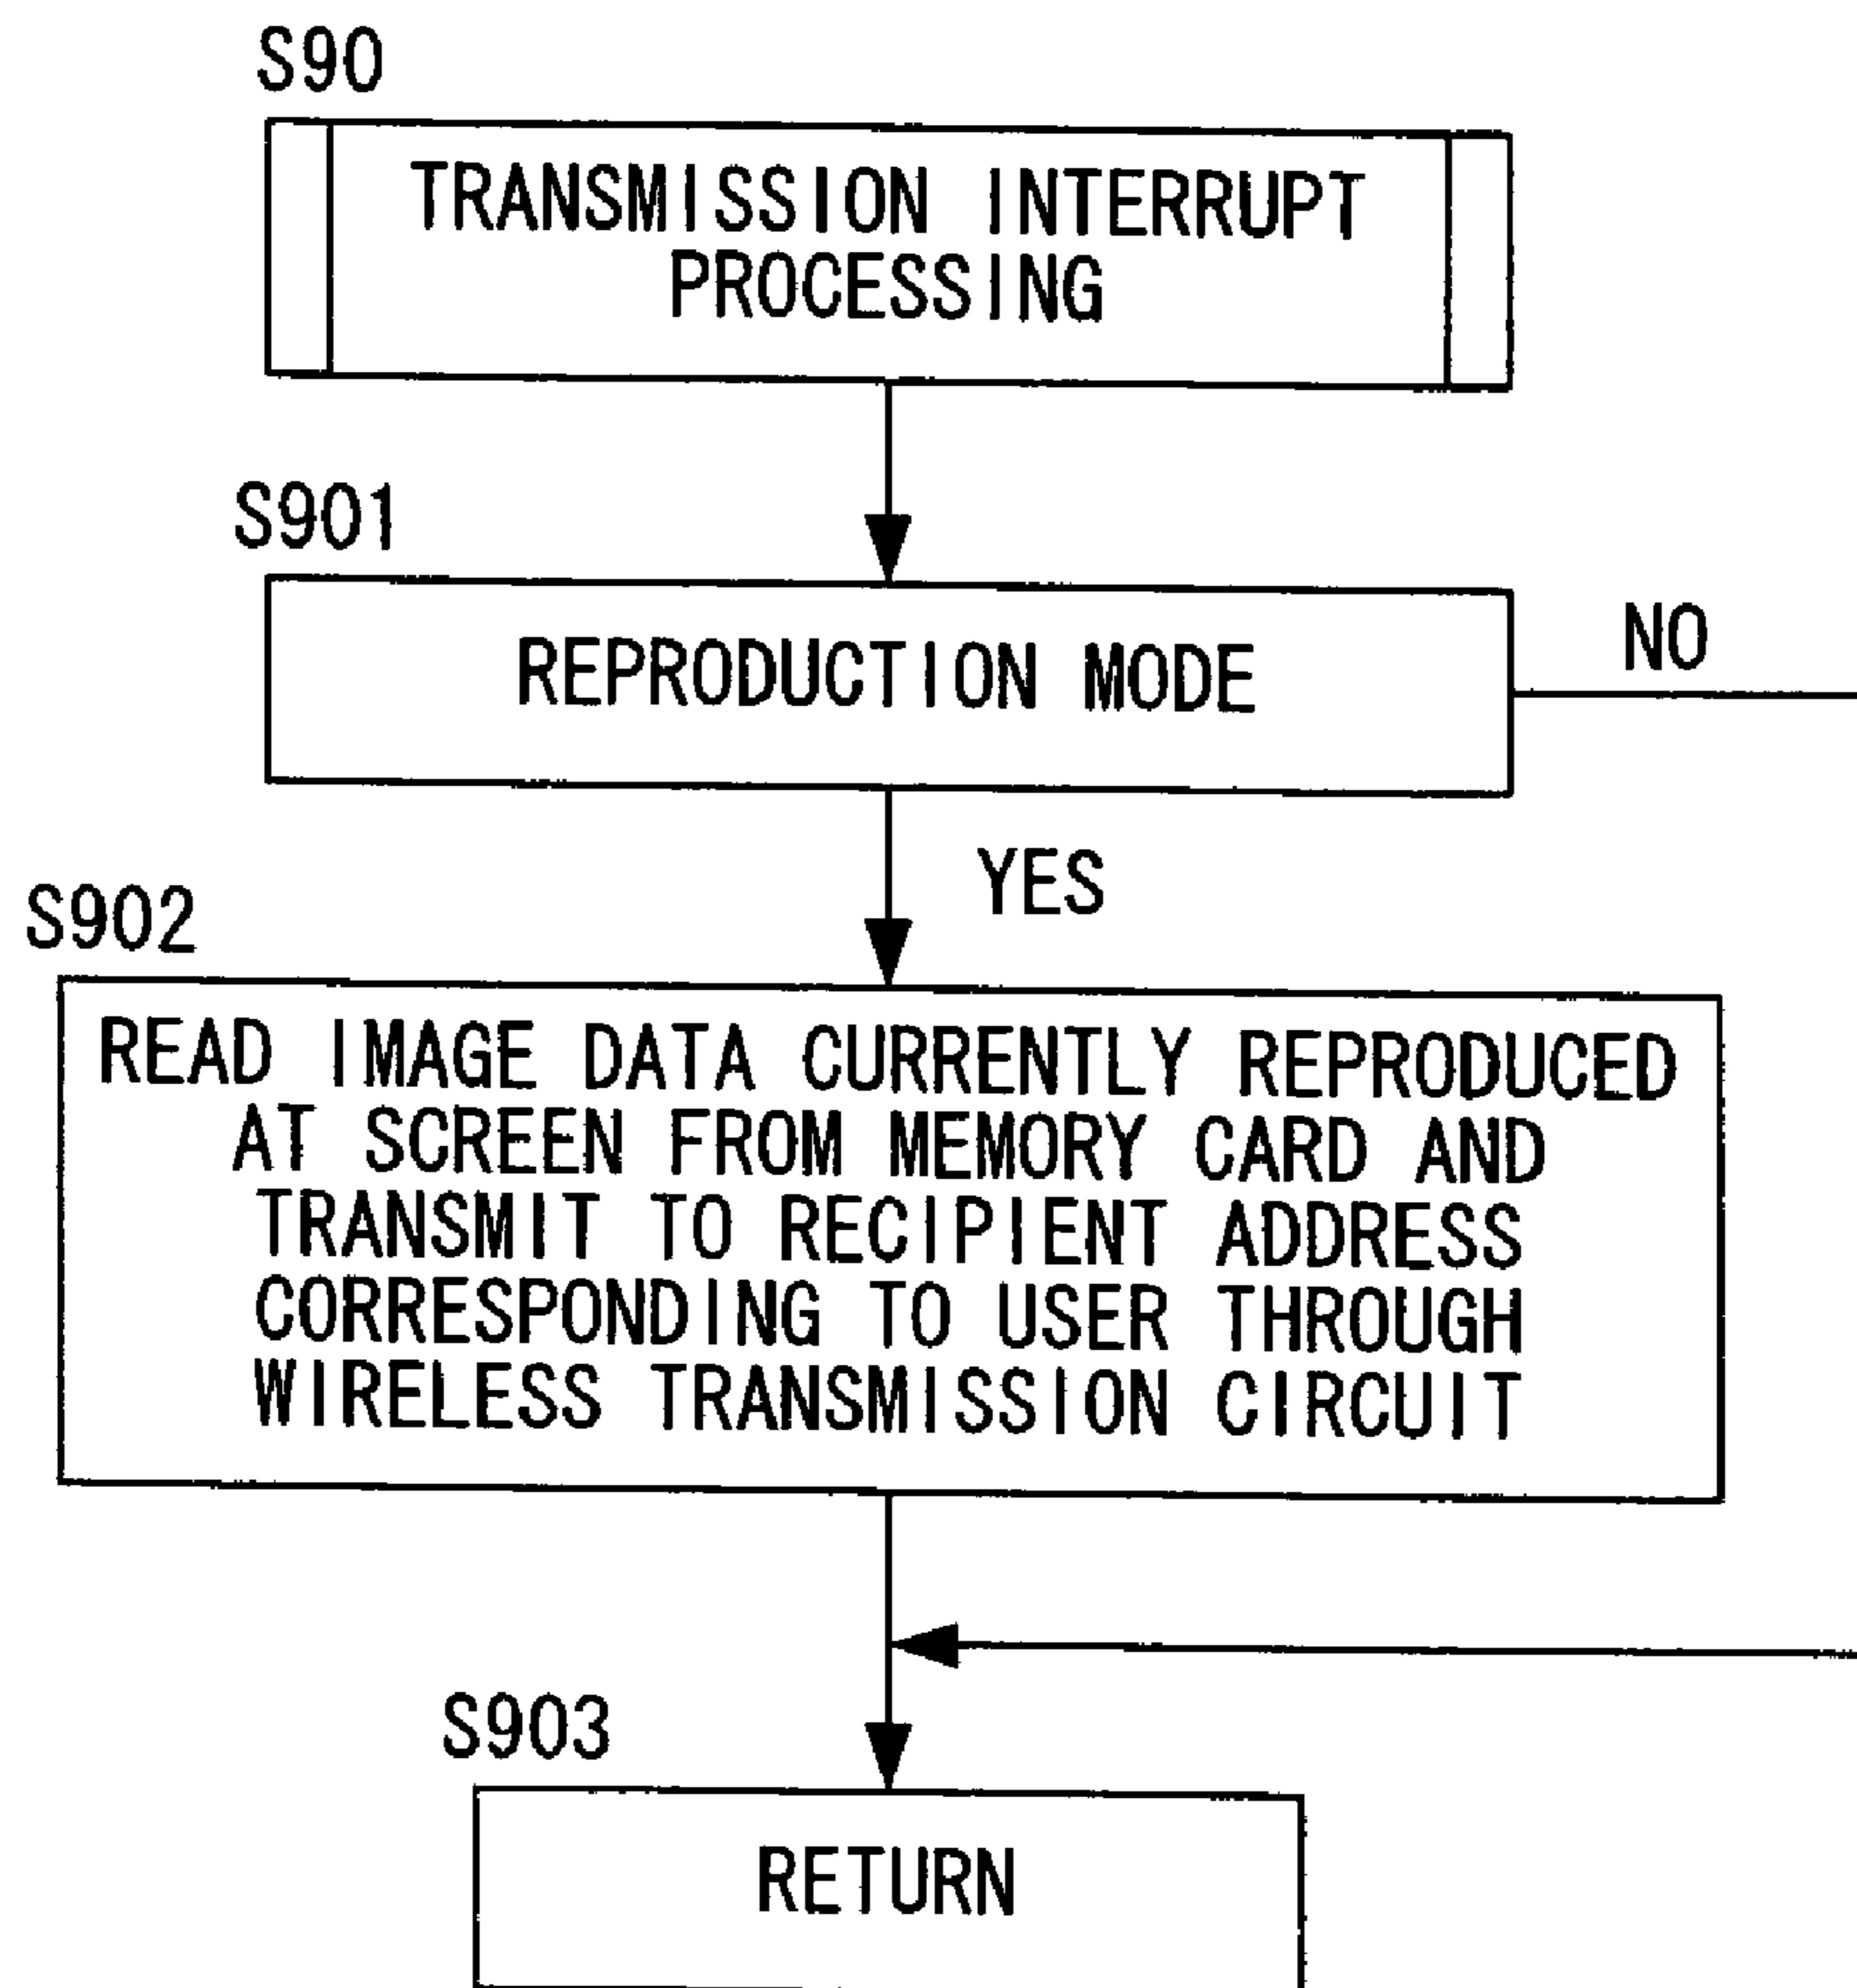 S90
TRANSMISSION INTERRUPT
PROCESSING
S901
REPRODUCTION MODE
NO
YES
S902
READ IMAGE DATA CURRENTLY REPRODUCED
AT SCREEN FROM MEMORY CARD AND
TRANSMIT TO RECIPIENT ADDRESS
CORRESPONDING TO USER THROUGH
WIRELESS TRANSMISSION CIRCUIT
S903
RETURN